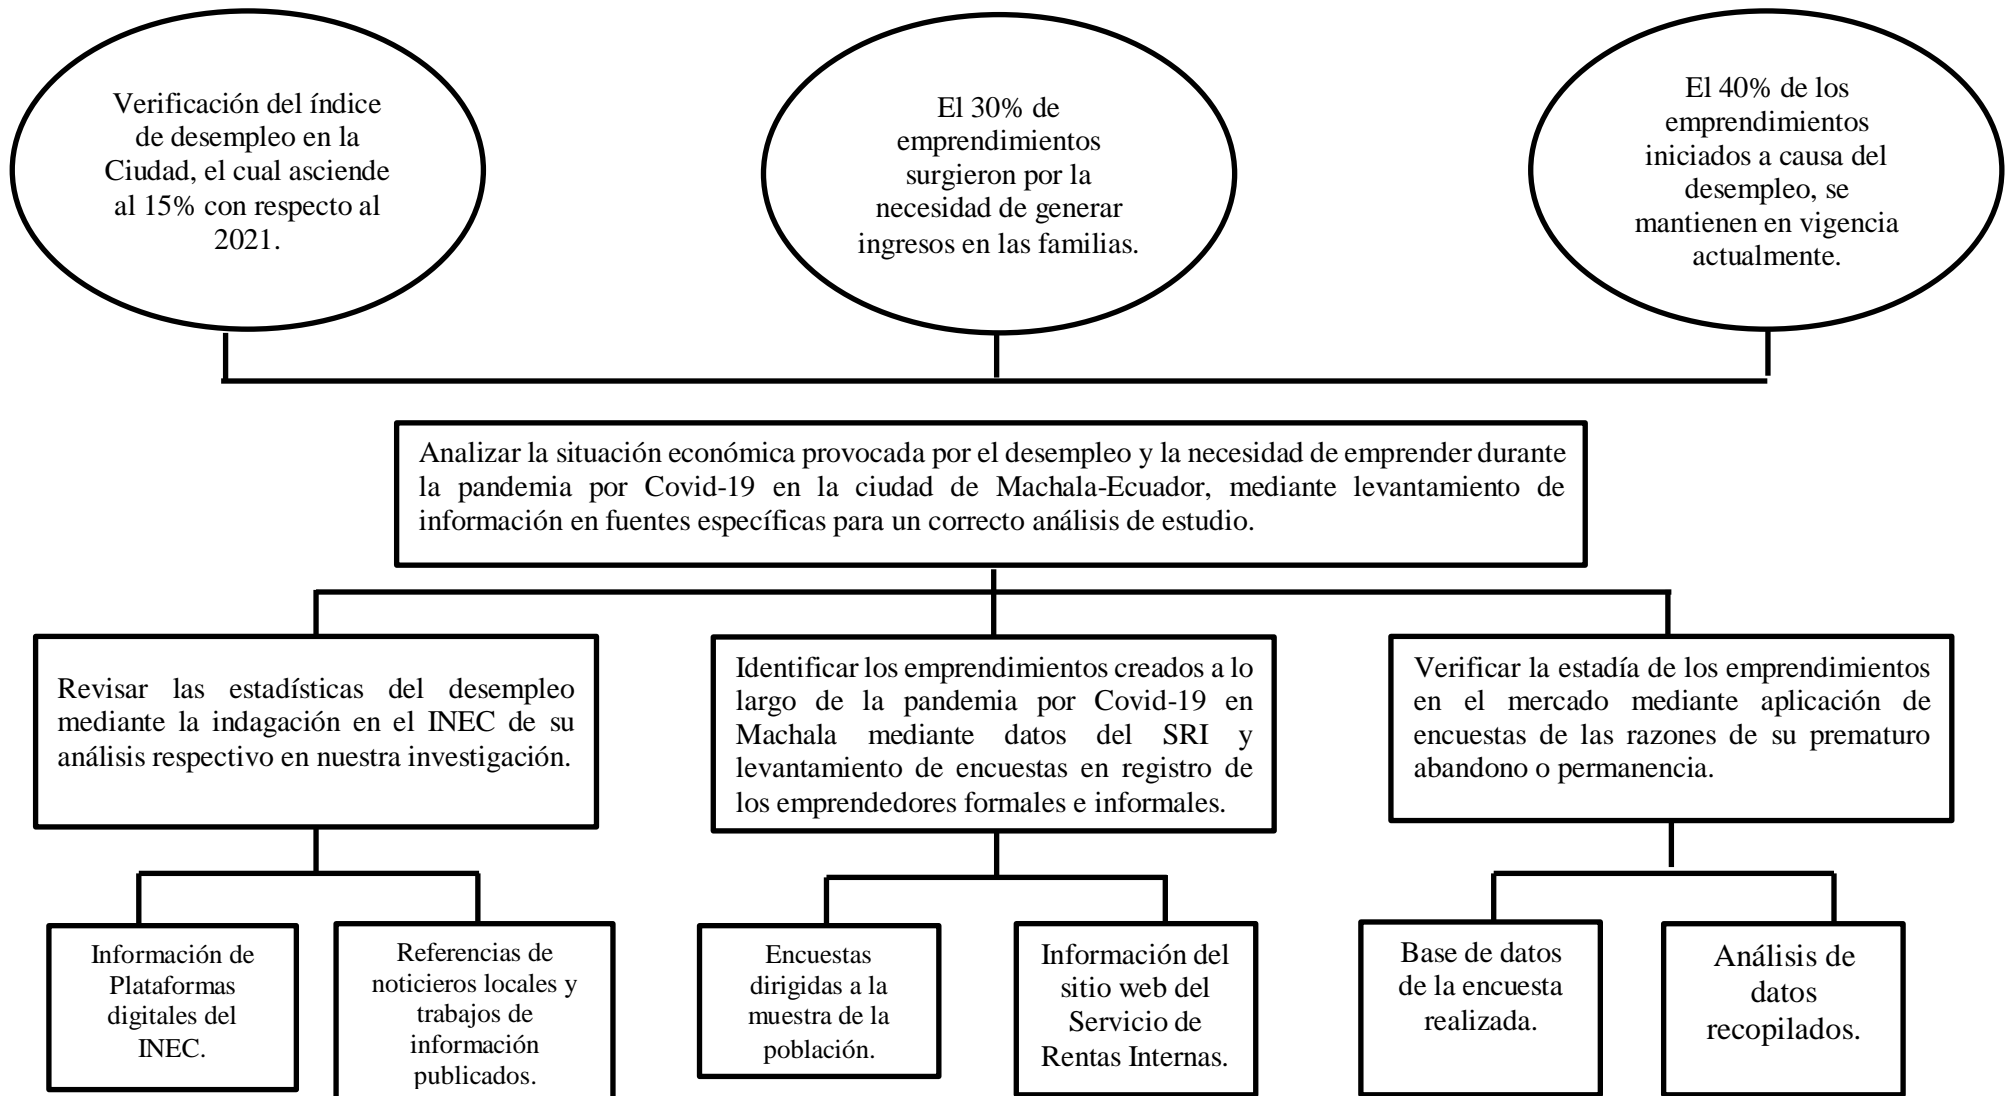 Verificación del índice
de desempleo en la
Ciudad, el cual asciende
al 15% con respecto al
2021.
El 30% de
emprendimientos
surgieron por la
necesidad de generar
ingresos en las familias.
El 40% de los
emprendimientos
iniciados a causa del
desempleo, se
mantienen en vigencia
actualmente.
Analizar la situación económica provocada por el desempleo y la necesidad de emprender durante
la pandemia por Covid-19 en la ciudad de Machala-Ecuador, mediante levantamiento de
información en fuentes específicas para un correcto análisis de estudio.
Revisar las estadísticas del desempleo
mediante la indagación en el INEC de su
análisis respectivo en nuestra investigación.
Identificar los emprendimientos creados a lo
largo de la pandemia por Covid-19 en
Machala mediante datos del SRI y
levantamiento de encuestas en registro de
los emprendedores formales e informales.
Verificar la estadía de los emprendimientos
en el mercado mediante aplicación de
encuestas de las razones de su prematuro
abandono o permanencia.
Información de
Plataformas
digitales del
INEC.
Referencias de
noticieros locales y
trabajos de
información
publicados.
Encuestas
dirigidas a la
muestra de la
población.
Información del
sitio web del
Servicio de
Rentas Internas.
Base de datos
de la encuesta
realizada.
Análisis de
datos
recopilados.